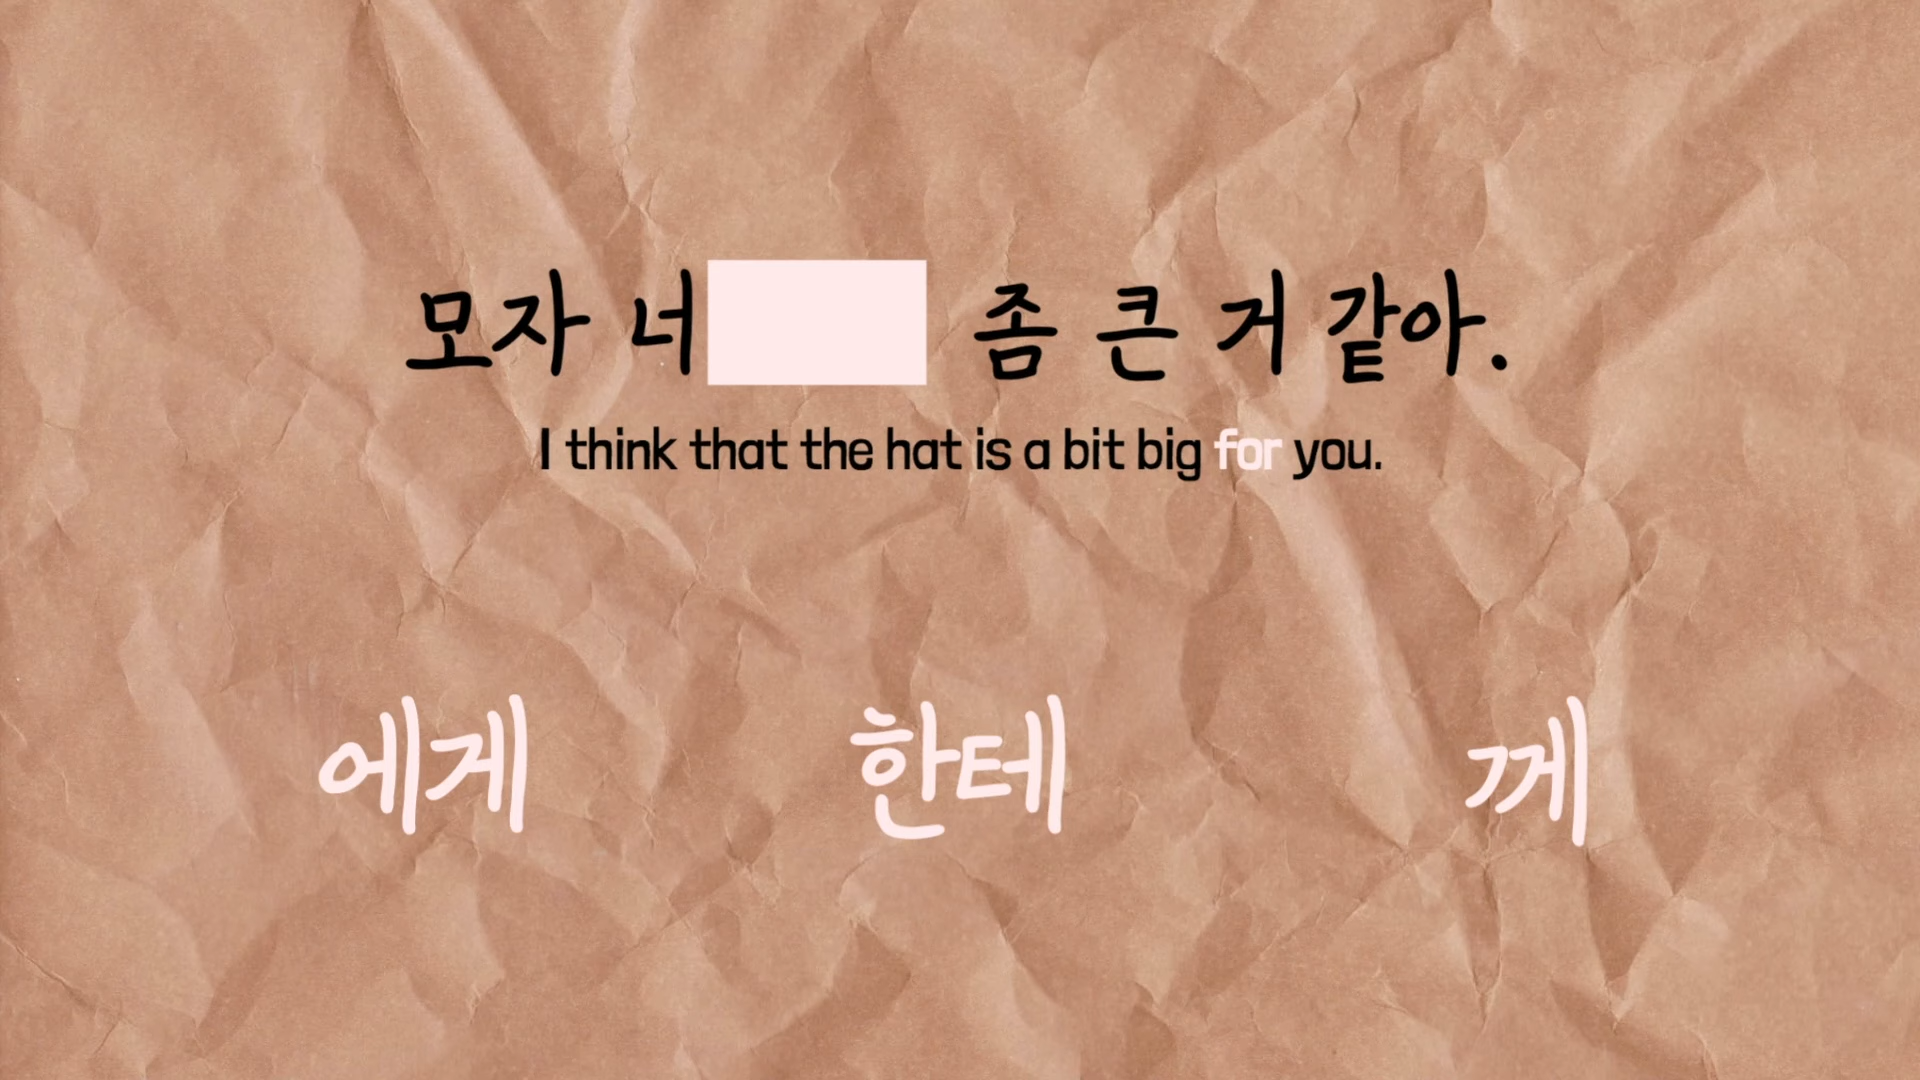 모자 너 좀 큰 거 같아.
I think that the hat is a bit big for you.
에게 한테 께